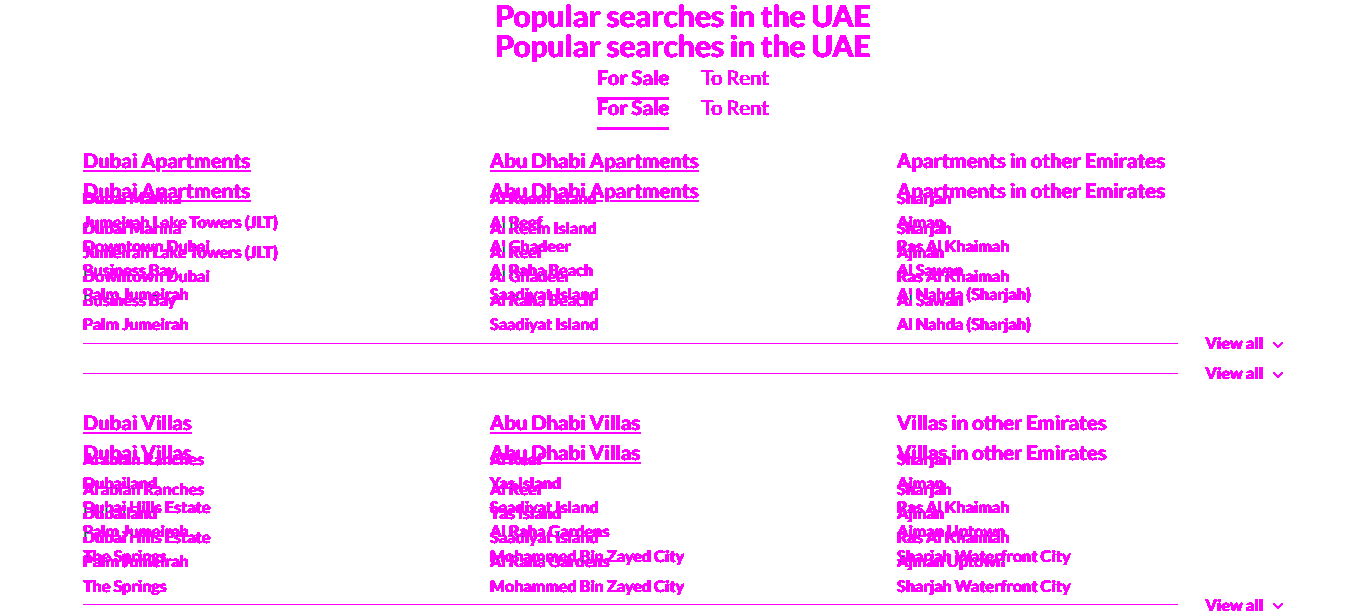 Popular searches in the UAE
Popular searches in the UAE
For Sale To Rent
For Sale To Rent
Dubai Apartments Abu Dhabi Apartments Apartments in other Emirates
Dubai Apartments Abu Dhabi Apartments Apartments in other Emirates
Dubai Marina Al Reem Island Sharjah
Jumeirah Lake Towers (JLT) Al Reef Ajman
Dubai Marina Al Reem Island Sharjah
Downtown Dubai Al Ghadeer Ras Al Khaimah
Jumeirah Lake Towers (JLT) Al Reef Ajman
Business Bay Al Raha Beach Al Sawan
Downtown Dubai Al Ghadeer Ras Al Khaimah
Palm Jumeirah Saadiyat Island Al Nahda (Sharjah)
Business Bay Al Raha Beach Al Sawan
Palm Jumeirah Saadiyat Island Al Nahda (Sharjah)
View all
View all
Dubai Villas Abu Dhabi Villas Villas in other Emirates
Dubai Villas Abu Dhabi Villas Villas in other Emirates
Arabian Ranches Al Reef Sharjah
Dubailand Yas Island Ajman
Arabian Ranches Al Reef Sharjah
Dubai Hills Estate Saadiyat Island Ras Al Khaimah
Dubailand Yas Island Ajman
Palm Jumeirah Al Raha Gardens Ajman Uptown
Dubai Hills Estate Saadiyat Island Ras Al Khaimah
The Springs Mohammed Bin Zayed City Sharjah Waterfront City
Palm Jumeirah Al Raha Gardens Ajman Uptown
The Springs Mohammed Bin Zayed City Sharjah Waterfront City
View all